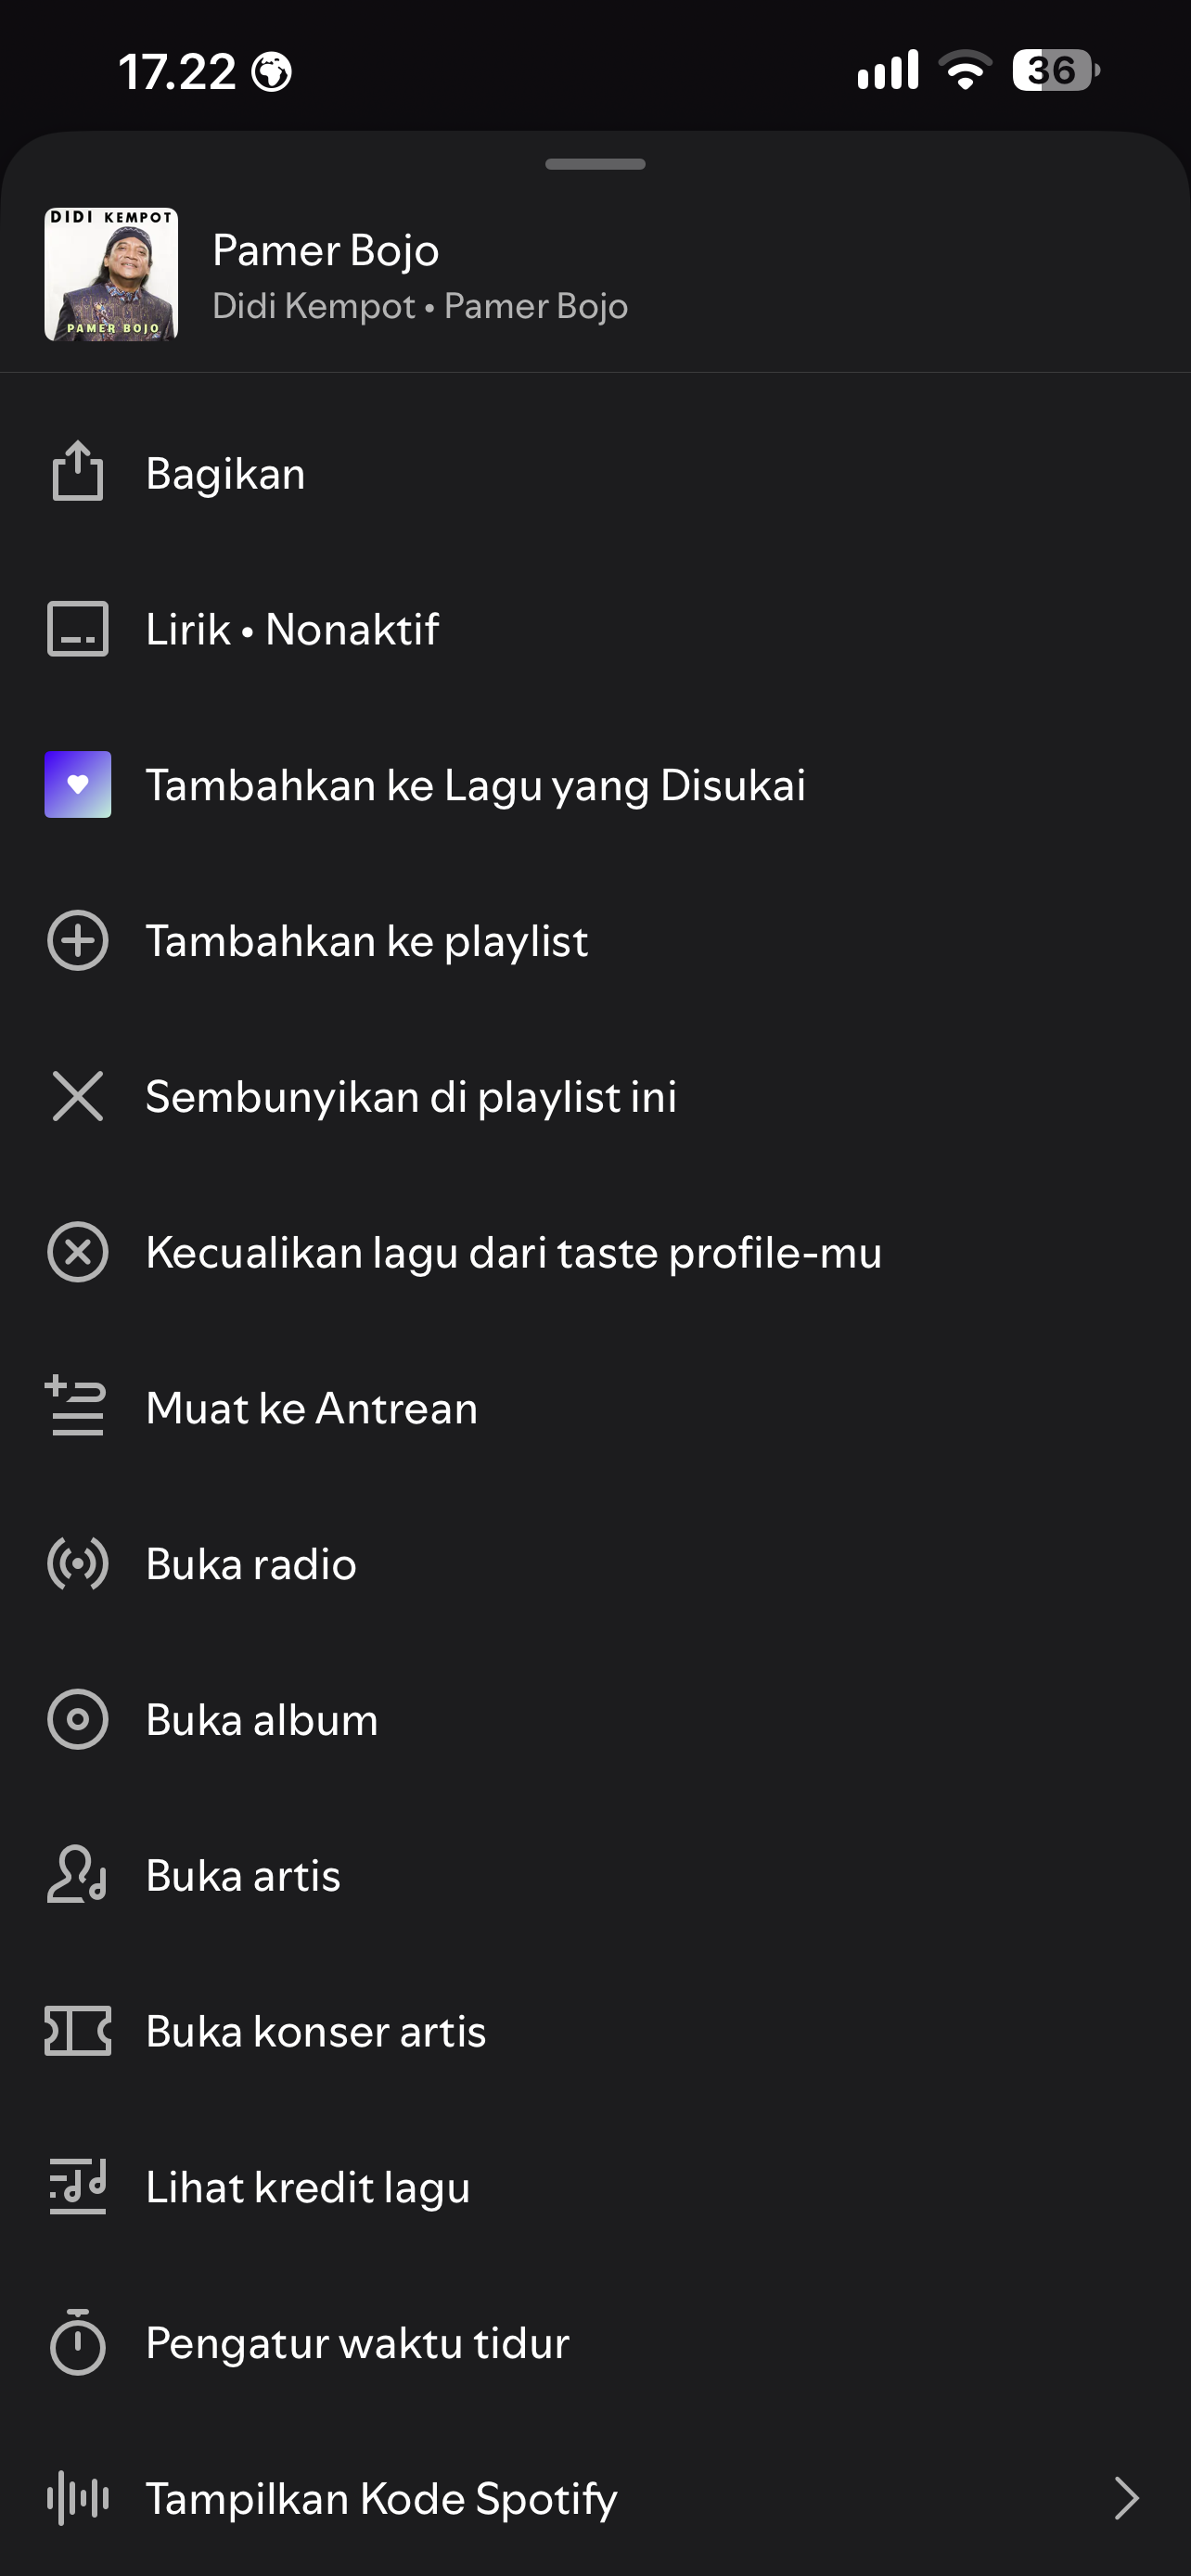 17.22
36
DIDI KEMPOT
PAMER BOJO
Pamer Bojo
Didi Kempot • Pamer Bojo
Bagikan
Lirik • Nonaktif
Tambahkan ke Lagu yang Disukai
Tambahkan ke playlist
Sembunyikan di playlist ini
Kecualikan lagu dari taste profile-mu
Muat ke Antrean
Buka radio
Buka album
Buka artis
Buka konser artis
Lihat kredit lagu
Pengatur waktu tidur
Tampilkan Kode Spotify